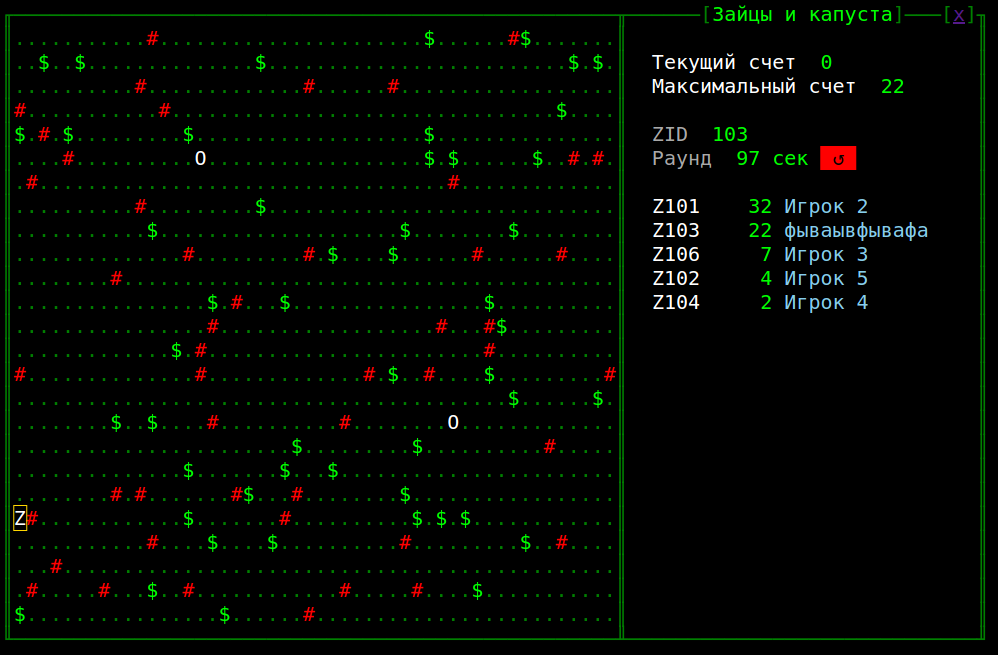 [Зайцы и капуста] [x]
Текущий счет 0
Максимальный счет 22
ZID 103
Раунд 97 сек ↺
Z101 32 Игрок 2
Z103 22 фываывфывафа
Z106 7 Игрок 3
Z102 4 Игрок 5
Z104 2 Игрок 4